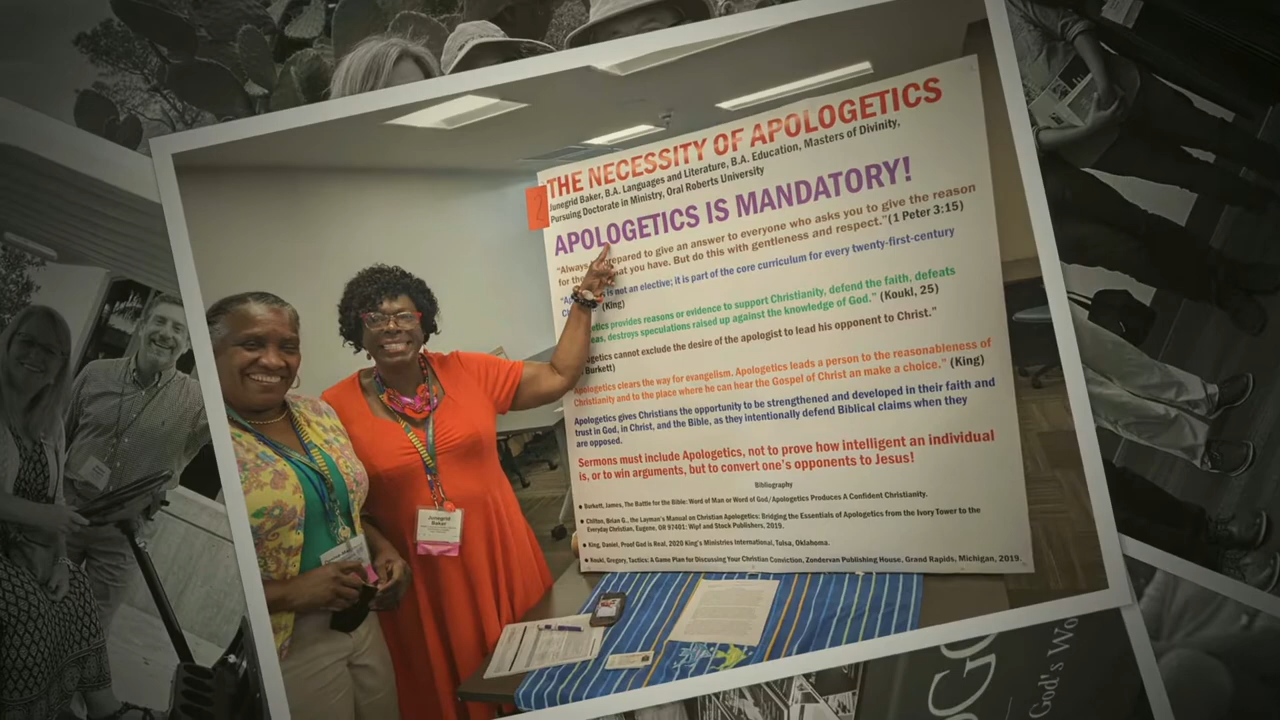 THE NECESSITY OF APOLOGETICS
Junegrid Baker, B.A. Languages and Literature, B.A. Education, Masters of Divinity,
Pursuing Doctorate in Ministry, Oral Roberts University
2
APOLOGETICS IS MANDATORY!
"Always prepared to give an answer to everyone who asks you to give the reason
for the that you have. But do this with gentleness and respect." (1 Peter 3:15)
is not an elective; it is part of the core curriculum for every twenty-first-century
(King)
etics provides reasons or evidence to support Christianity, defend the faith, defeats
eas, destroys speculations raised up against the knowledge of God." (Koukl, 25)
getics cannot exclude the desire of the apologist to lead his opponent to Christ."
Burkett)
Apologetics clears the way for evangelism. Apologetics leads a person to the reasonableness of
Christianity and to the place where he can hear the Gospel of Christ an make a choice." (King)
Apologetics gives Christians the opportunity to be strengthened and developed in their faith and
trust in God, in Christ, and the Bible, as they intentionally defend Biblical claims when they
are opposed.
Sermons must include Apologetics, not to prove how intelligent an individual
is, or to win arguments, but to convert one's opponents to Jesus!
Bibliography
• Burkett, James, The Battle for the Bible: Word of Man or Word of God/Apologetics Produces A Confident Christianity.
• Clifton, Brian G., the Layman's Manual on Christian Apologetics: Bridging the Essentials of Apologetics from the Ivory Tower to the
Everyday Christian, Eugene, OR 97401: Wipf and Stock Publishers, 2019.
• King, Daniel, Proof God is Real, 2020 King's Ministries International, Tulsa, Oklahoma.
• Koukl, Gregory, Tactics: A Game Plan for Discussing Your Christian Conviction, Zondervan Publishing House, Grand Rapids, Michigan, 2019.
Junegrid
Baker
God's Wo